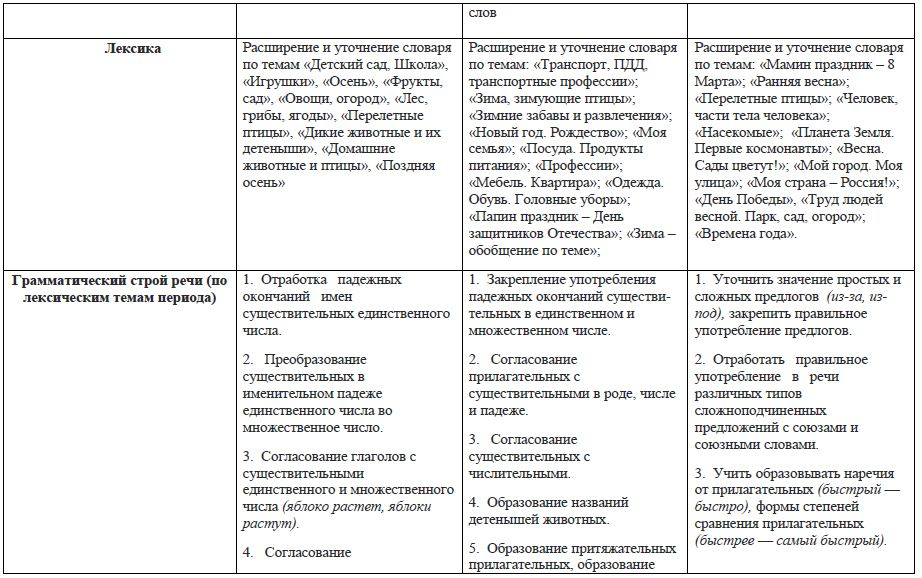 слов
Лексика
Расширение и уточнение словаря
по темам «Детский сад, Школа»,
«Игрушки», «Осень», «Фрукты,
сад», «Овощи, огород», «Лес,
грибы, ягоды», «Перелетные
птицы», «Дикие животные и их
детеныши», «Домашние
животные и птицы», «Поздняя
осень»
Расширение и уточнение словаря
по темам: «Транспорт, ПДД,
транспортные профессии»;
«Зима, зимующие птицы»;
«Зимние забавы и развлечения»;
«Новый год. Рождество»; «Моя
семья»; «Посуда. Продукты
питания»; «Профессии»;
«Мебель. Квартира»; «Одежда.
Обувь. Головные уборы»;
«Папин праздник – День
защитников Отечества»; «Зима –
обобщение по теме»;
Расширение и уточнение словаря
по темам: «Мамин праздник – 8
Марта»; «Ранняя весна»;
«Перелетные птицы»; «Человек,
части тела человека»;
«Насекомые»; «Планета Земля.
Первые космонавты»; «Весна.
Сады цветут!»; «Мой город. Моя
улица»; «Моя страна – Россия!»;
«День Победы», «Труд людей
весной. Парк, сад, огород»;
«Времена года».
Грамматический строй речи (по
лексическим темам периода)
1. Отработка падежных
окончаний имен
существительных единственного
числа.
2. Преобразование
существительных в
именительном падеже
единственного числа во
множественное число.
3. Согласование глаголов с
существительными
единственного и множественного
числа (яблоко растет, яблоки
растут).
4. Согласование
1. Закрепление употребления
падежных окончаний существи-
тельных в единственном и
множественном числе.
2. Согласование
прилагательных с
существительными в роде, числе
и падеже.
3. Согласование
существительных с
числительными.
4. Образование названий
детенышей животных.
5. Образование притяжательных
прилагательных, образование
1. Уточнить значение простых и
сложных предлогов (из-за, из-
под), закрепить правильное
употребление предлогов.
2. Отработать правильное
употребление в речи
различных типов
сложноподчиненных
предложений с союзами и
союзными словами.
3. Учить образовывать наречия
от прилагательных (быстрый —
быстро), формы степеней
сравнения прилагательных
(быстрее — самый быстрый).